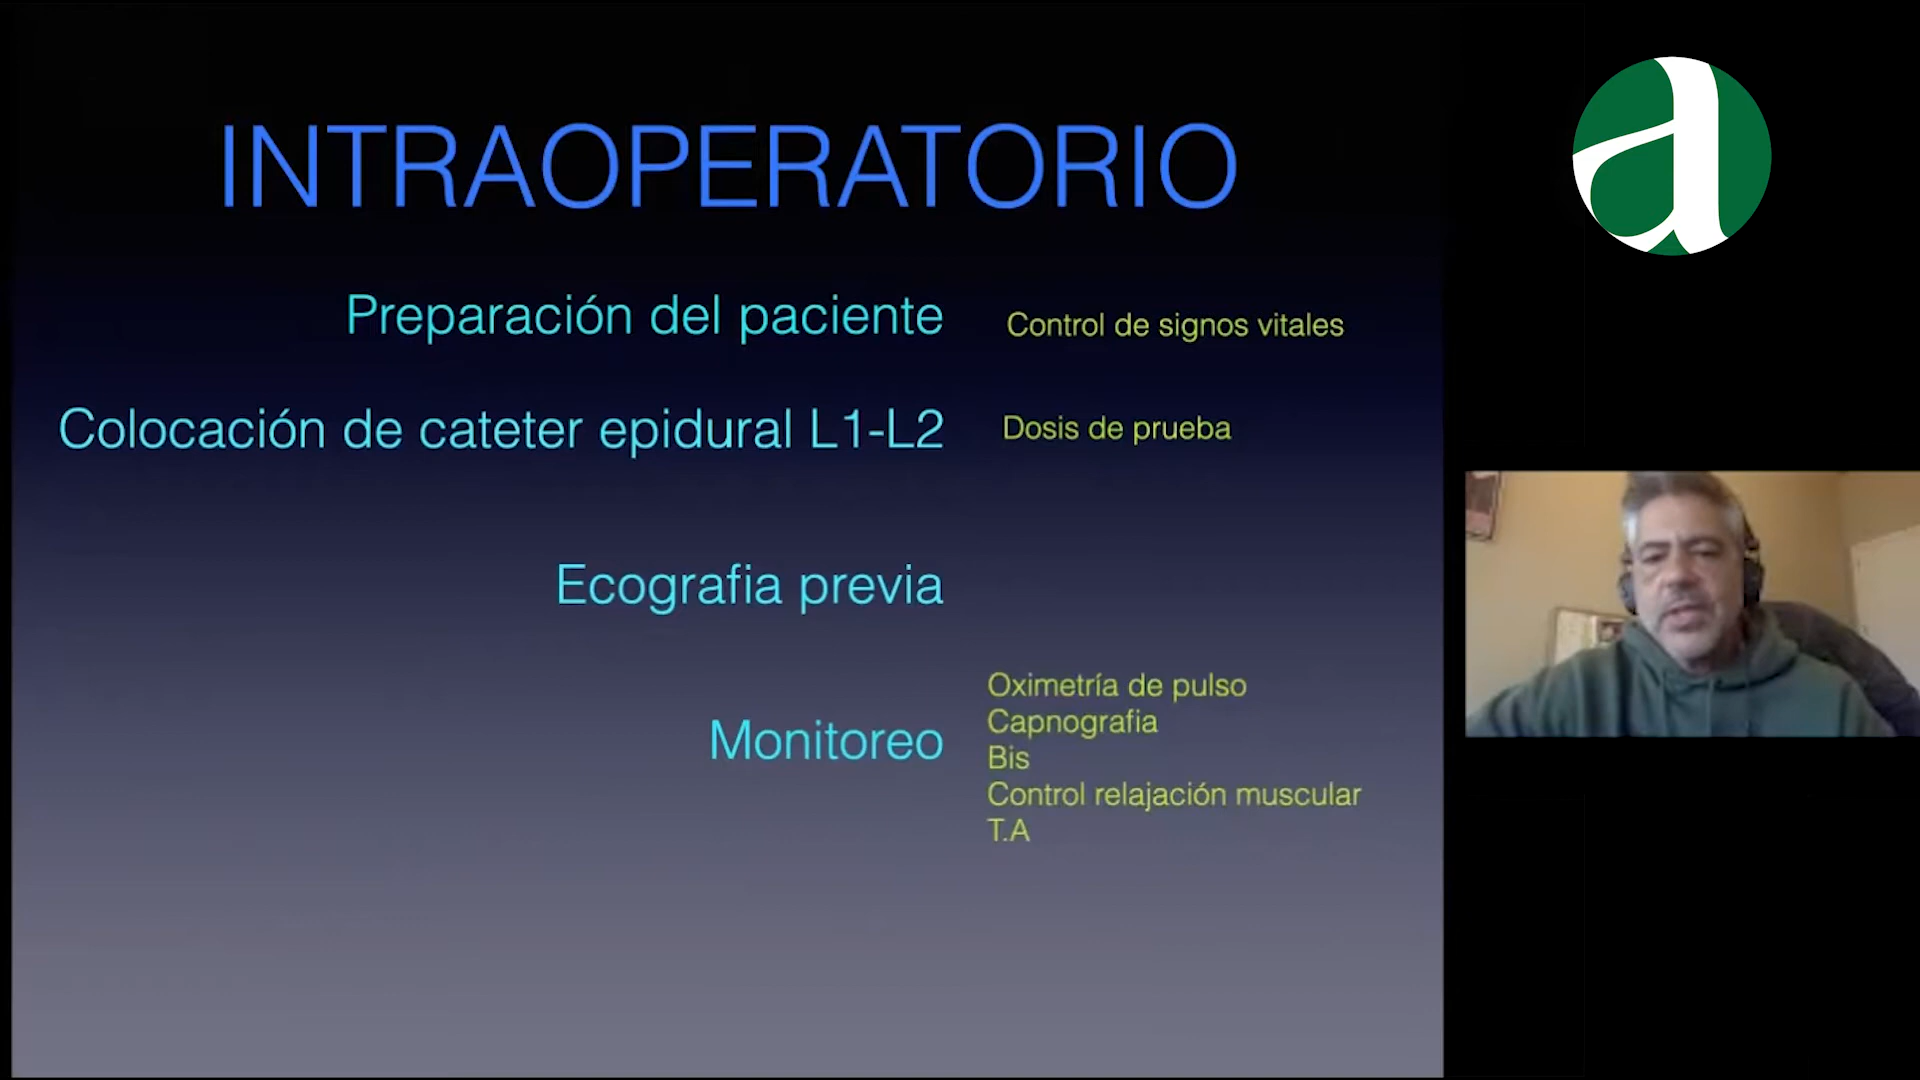 INTRAOPERATORIO
Preparación del paciente
Control de signos vitales
Colocación de cateter epidural L1-L2
Dosis de prueba
Ecografia previa
Monitoreo
Oximetría de pulso
Capnografia
Bis
Control relajación muscular
T.A
a